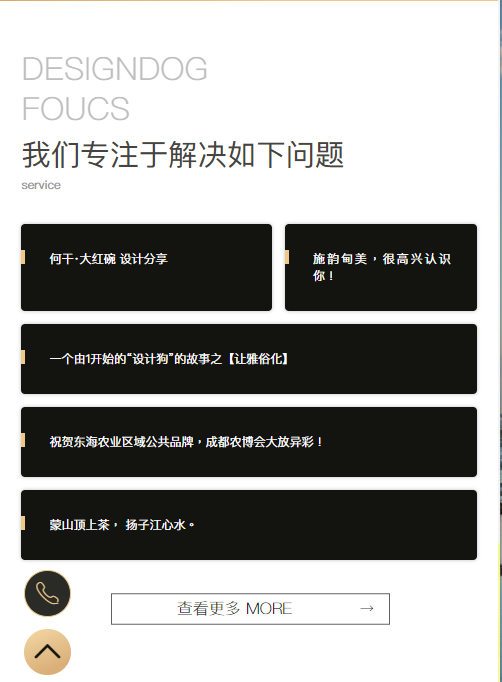 DESIGNDOG
FOUCS
我们专注于解决如下问题
service
何干·大红碗 设计分享
施韵甸美，很高兴认识
你！
一个由1开始的“设计狗”的故事之【让雅俗化】
祝贺东海农业区域公共品牌，成都农博会大放异彩！
蒙山顶上茶， 扬子江心水。
查看更多 MORE →